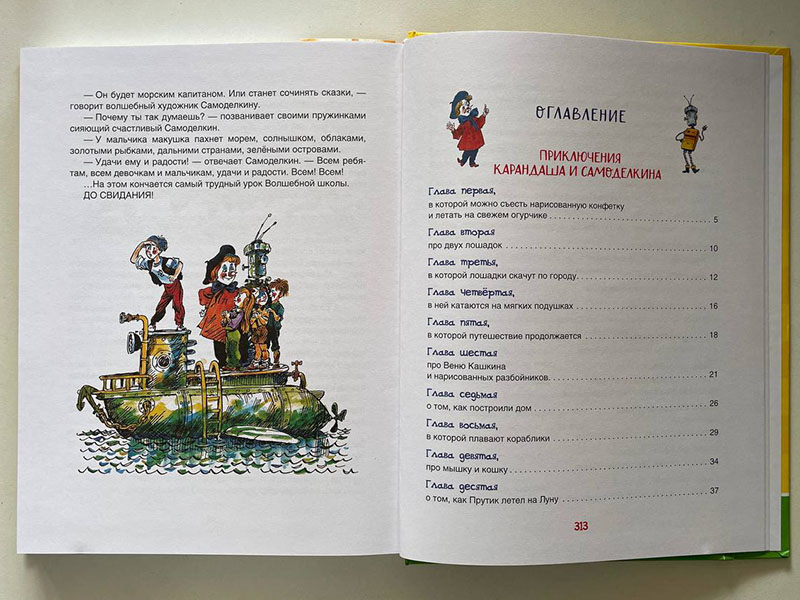 — Он будет морским капитаном. Или станет сочинять сказки, —
говорит волшебный художник Самоделкину.
— Почему ты так думаешь? — позванивает своими пружинками
сияющий счастливый Самоделкин.
— У мальчика макушка пахнет морем, солнышком, облаками,
золотыми рыбками, дальними странами, зелёными островами.
— Удачи ему и радости! — отвечает Самоделкин. — Всем ребя-
там, всем девочкам и мальчикам, удачи и радости. Всем! Всем!
...На этом кончается самый трудный урок Волшебной школы.
ДО СВИДАНИЯ!
ОГЛАВЛЕНИЕ
ПРИКЛЮЧЕНИЯ
КАРАНДАША И САМОДЕЛКИНА
Глава первая,
в которой можно съесть нарисованную конфетку
и летать на свежем огурчике 5
Глава вторая
про двух лошадок 10
Глава третья,
в которой лошадки скачут по городу 12
Глава четвёртая,
в ней катаются на мягких подушках 16
Глава пятая,
в которой путешествие продолжается 18
Глава шестая
про Веню Кашкина
и нарисованных разбойников 21
Глава седьмая
о том, как построили дом 26
Глава восьмая,
в которой плавают кораблики 29
Глава девятая,
про мышку и кошку 34
Глава десятая
о том, как Прутик летел на Луну 37
313